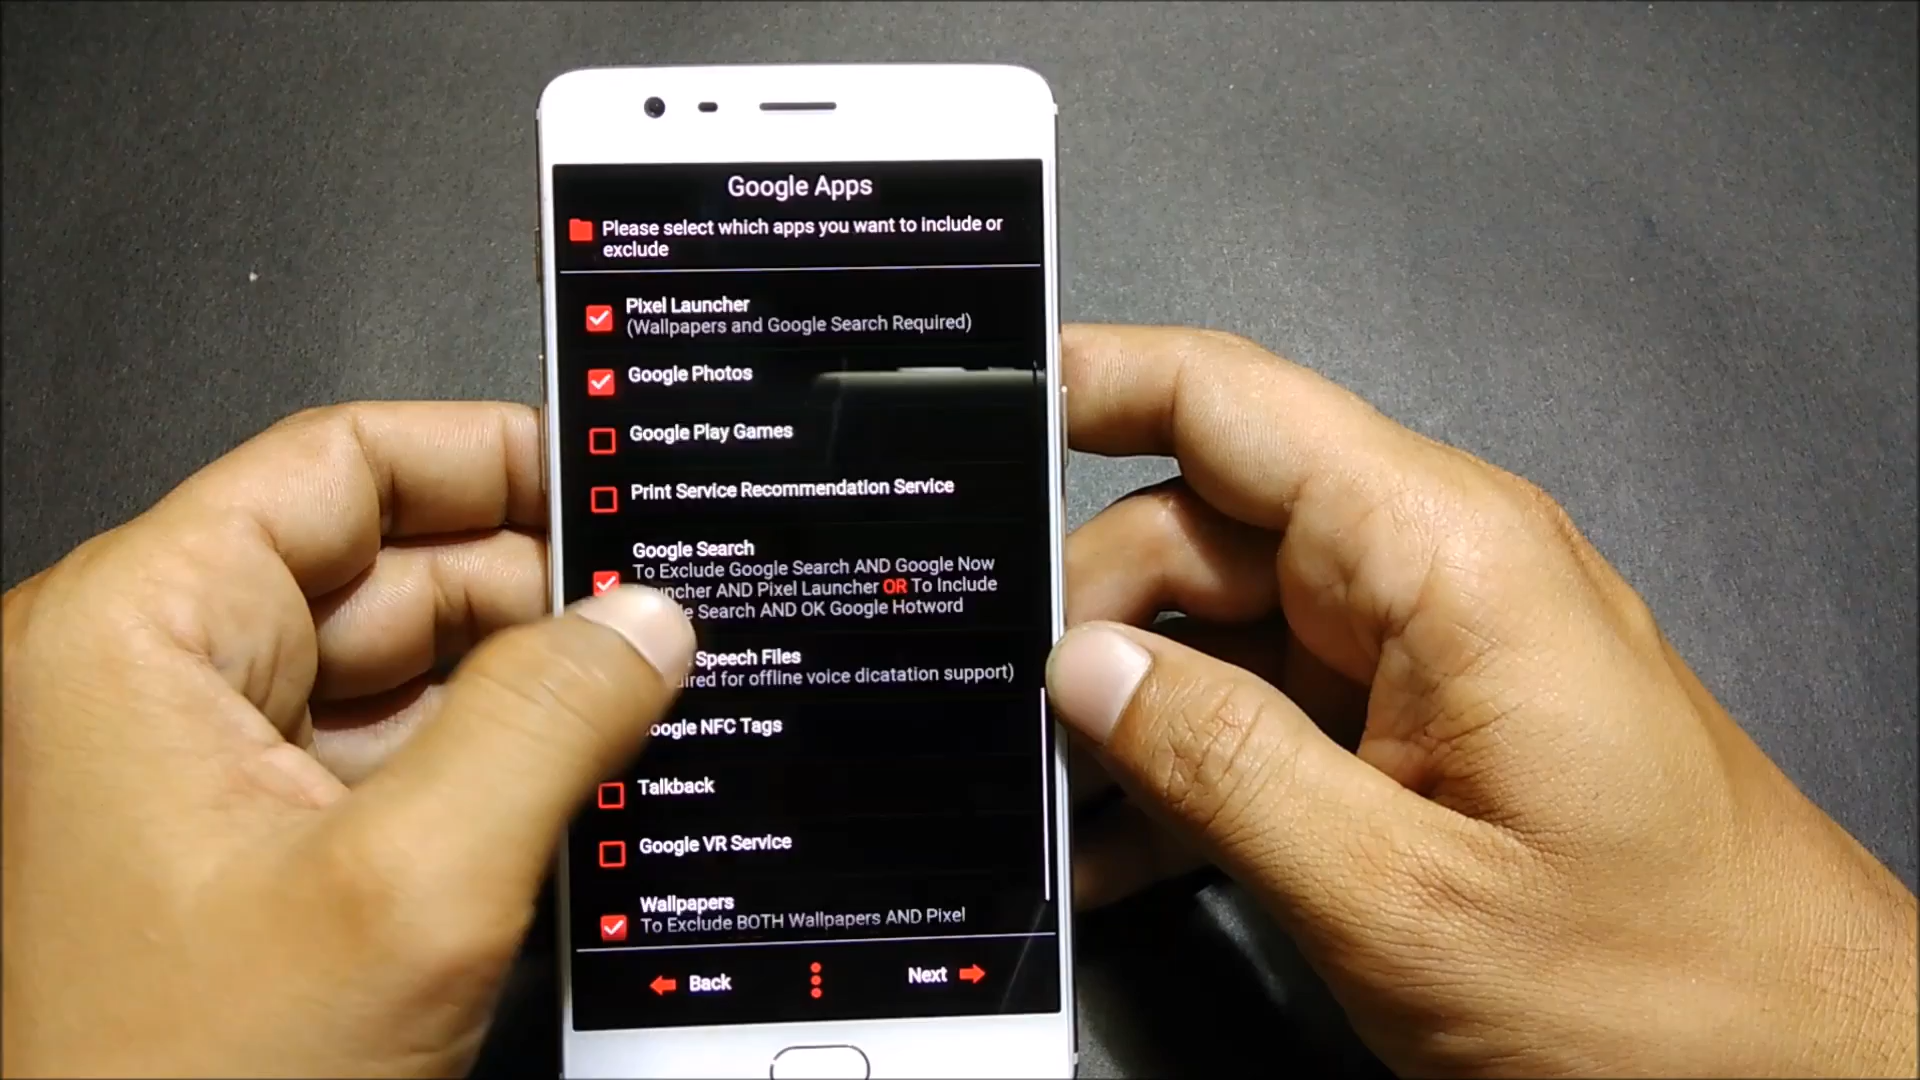 Google Apps
Please select which apps you want to include or
exclude
Pixel Launcher
(Wallpapers and Google Search Required)
Google Photos
Google Play Games
Print Service Recommendation Service
Google Search
To Exclude Google Search AND Google Now
AND Pixel Launcher OR To Include
Search AND OK Google Hotword
Speech Files
for offline voice dicatation support)
NFC Tags
Talkback
Google VR Service
Wallpapers
To Exclude BOTH Wallpapers AND Pixel
Back
Next